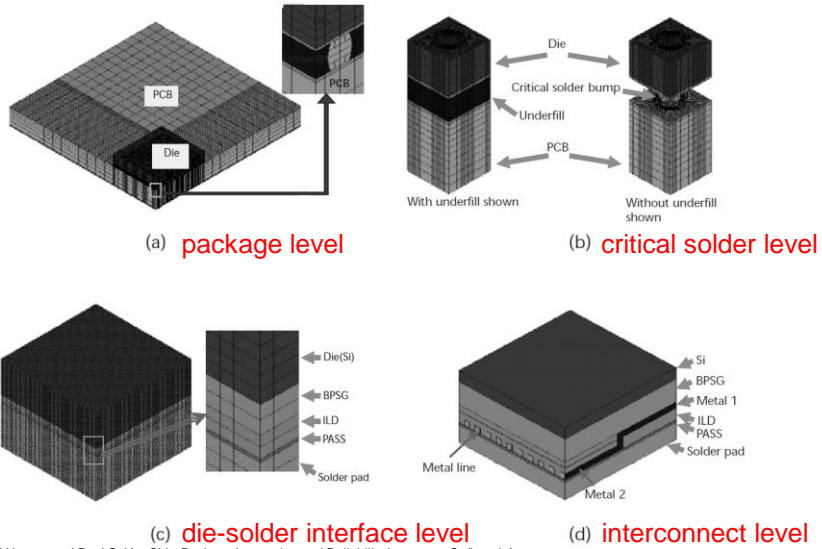 PCB
Die
PCB
(a) package level
Die
Critical solder bump
Underfill
PCB
With underfill shown
Without underfill
shown
(b) critical solder level
Die(Si)
BPSG
ILD
PASS
Solder pad
(c) die-solder interface level
Si
BPSG
Metal 1
ILD
PASS
Solder pad
Metal line
Metal 2
(d) interconnect level